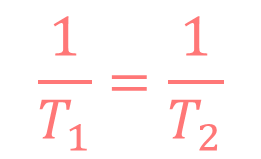 1/T₁ = 1/T₂